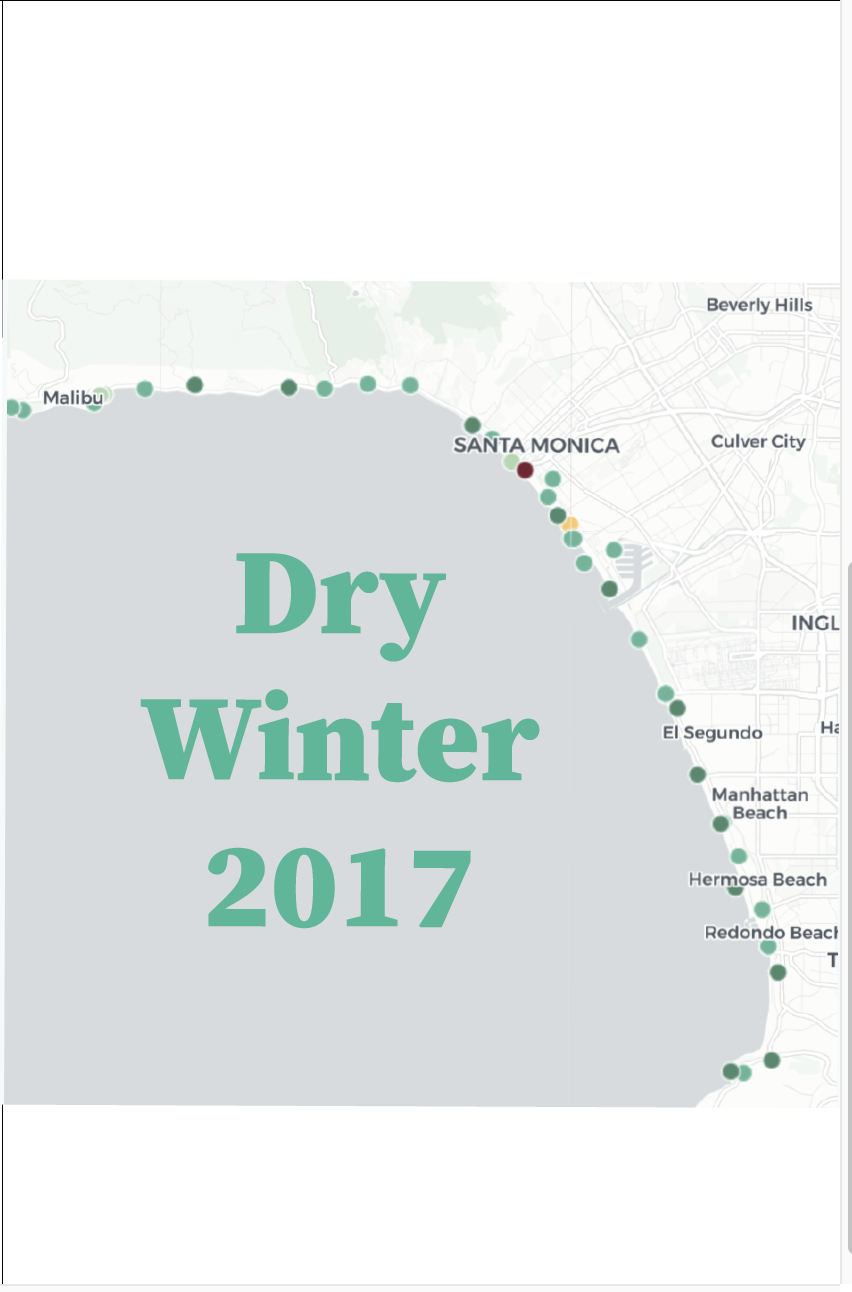 Beverly Hills
Malibu
SANTA MONICA
Culver City
Dry
Winter
2017
INGL
El Segundo
Ha
Manhattan
Beach
Hermosa Beach
Redondo Beach
T